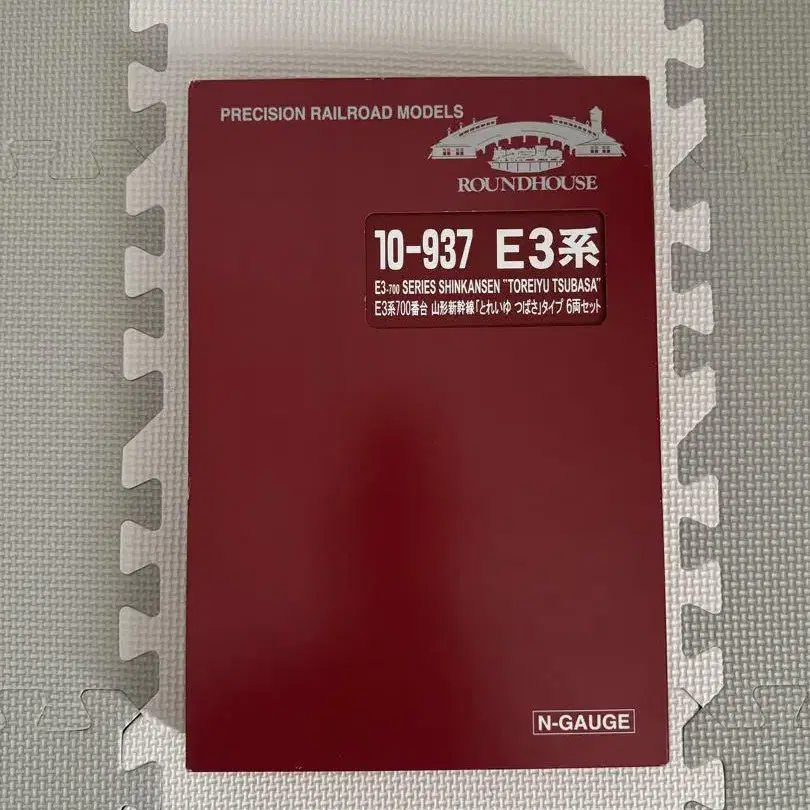 PRECISION RAILROAD MODELS
ROUNDHOUSE
10-937 E3系
E3-700 SERIES SHINKANSEN "TOREIYU TSUBASA"
E3系700番台 山形新幹線「とれいゆ つばさ」タイプ 6両セット
N-GAUGE